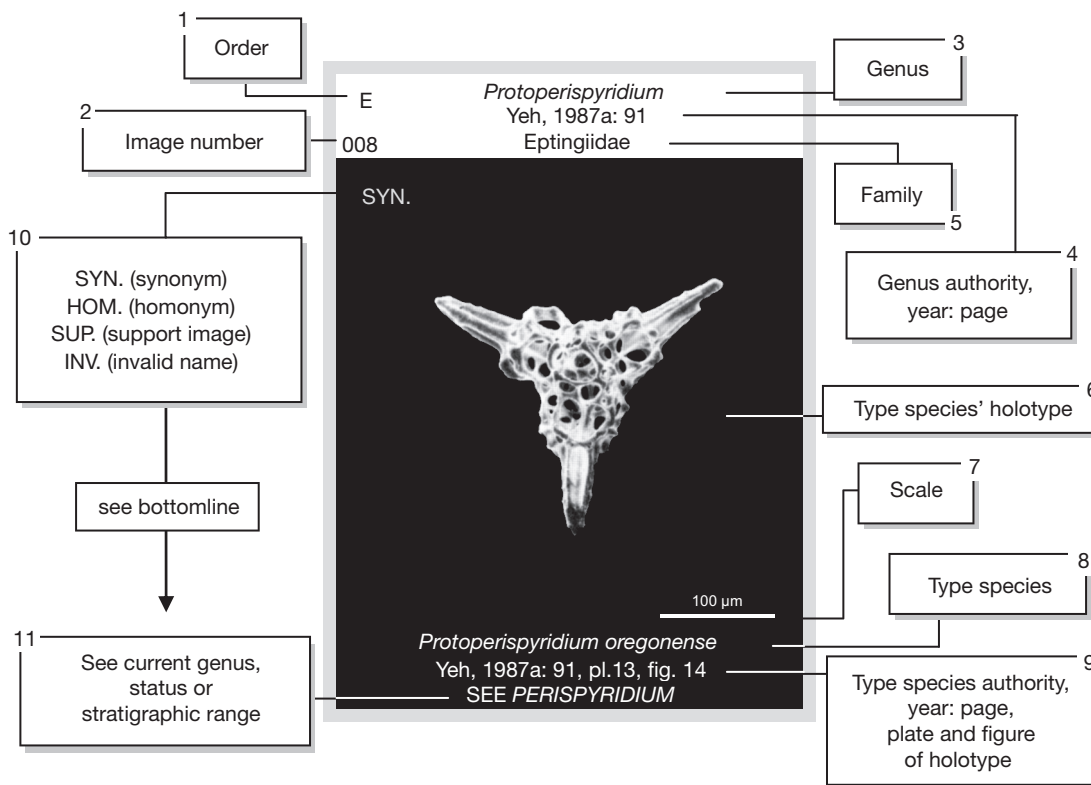 1
Order
2
Image number
3
Genus
E
008
Protoperispyridium
Yeh, 1987a: 91
Eptingiidae
Family
5
4
Genus authority,
year: page
SYN.
10
SYN. (synonym)
HOM. (homonym)
SUP. (support image)
INV. (invalid name)
see bottomline
6
Type species' holotype
7
Scale
8
Type species
100 µm
Protoperispyridium oregonense
Yeh, 1987a: 91, pl.13, fig. 14
SEE PERISPYRIDIUM
11
See current genus,
status or
stratigraphic range
9
Type species authority,
year: page,
plate and figure
of holotype